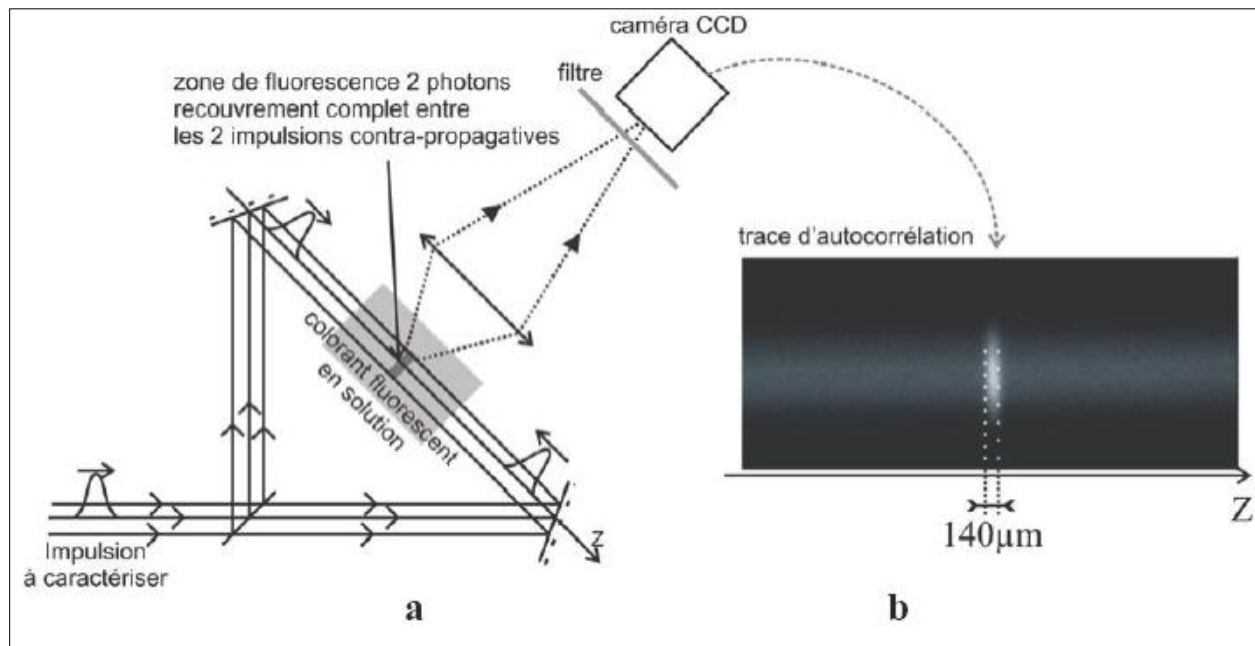 caméra CCD
filtre
zone de fluorescence 2 photons
recouvrement complet entre
les 2 impulsions contra-propagatives
trace d'autocorrélation
colorant fluorescent
en solution
Z
140µm
z
Impulsion
à caractériser
a
b